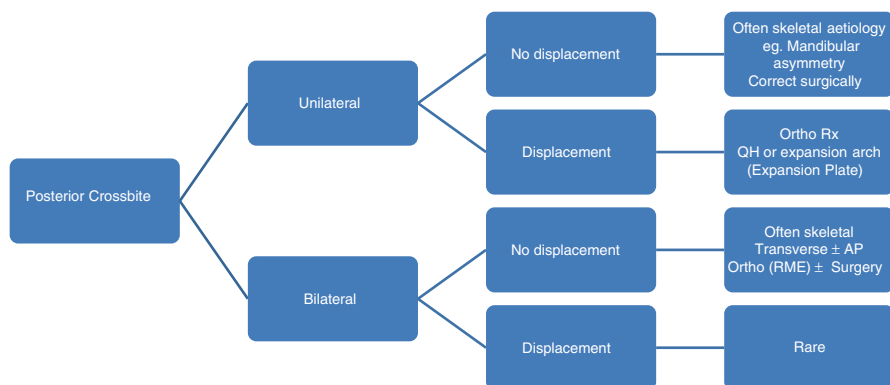 Posterior Crossbite
Unilateral
No displacement
Often skeletal aetiology
eg. Mandibular
asymmetry
Correct surgically
Displacement
Ortho Rx
QH or expansion arch
(Expansion Plate)
Bilateral
No displacement
Often skeletal
Transverse ± AP
Ortho (RME) ± Surgery
Displacement
Rare